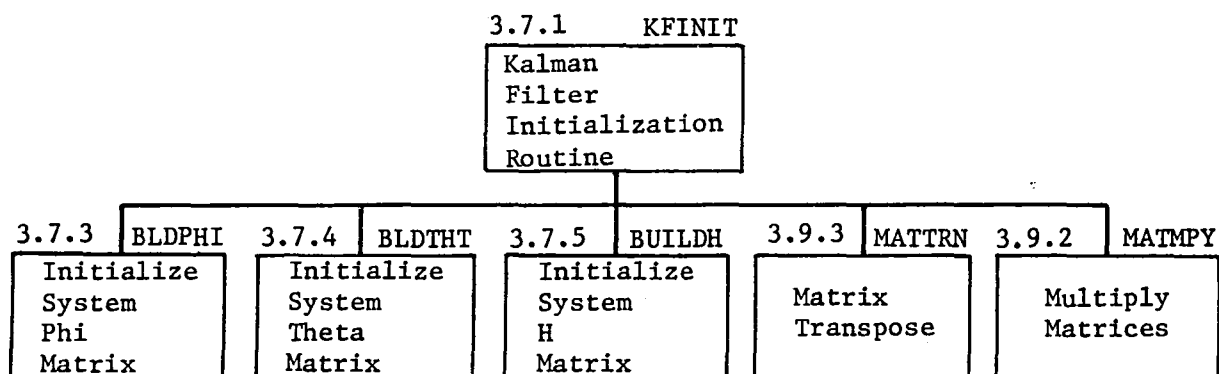 3.7.1 KFINIT
Kalman
Filter
Initialization
Routine
3.7.3 BLDPHI
Initialize
System
Phi
Matrix
3.7.4 BLDTHT
Initialize
System
Theta
Matrix
3.7.5 BUILDH
Initialize
System
H
Matrix
3.9.3 MATTRN
Matrix
Transpose
3.9.2 MATMPY
Multiply
Matrices